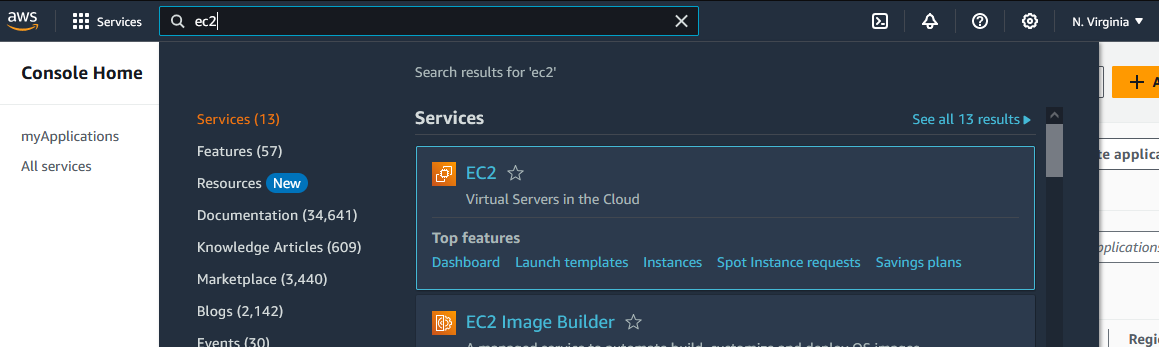 aws Services ec2 N. Virginia
Console Home
myApplications
All services
Search results for 'ec2'
Services (13)
Features (57)
Resources New
Documentation (34,641)
Knowledge Articles (609)
Marketplace (3,440)
Blogs (2,142)
Events (30)
Services
See all 13 results
EC2
Virtual Servers in the Cloud
Top features
Dashboard Launch templates Instances Spot Instance requests Savings plans
EC2 Image Builder
A managed service to automate build, customize and deploy OS images
te applica
pplications
Regi